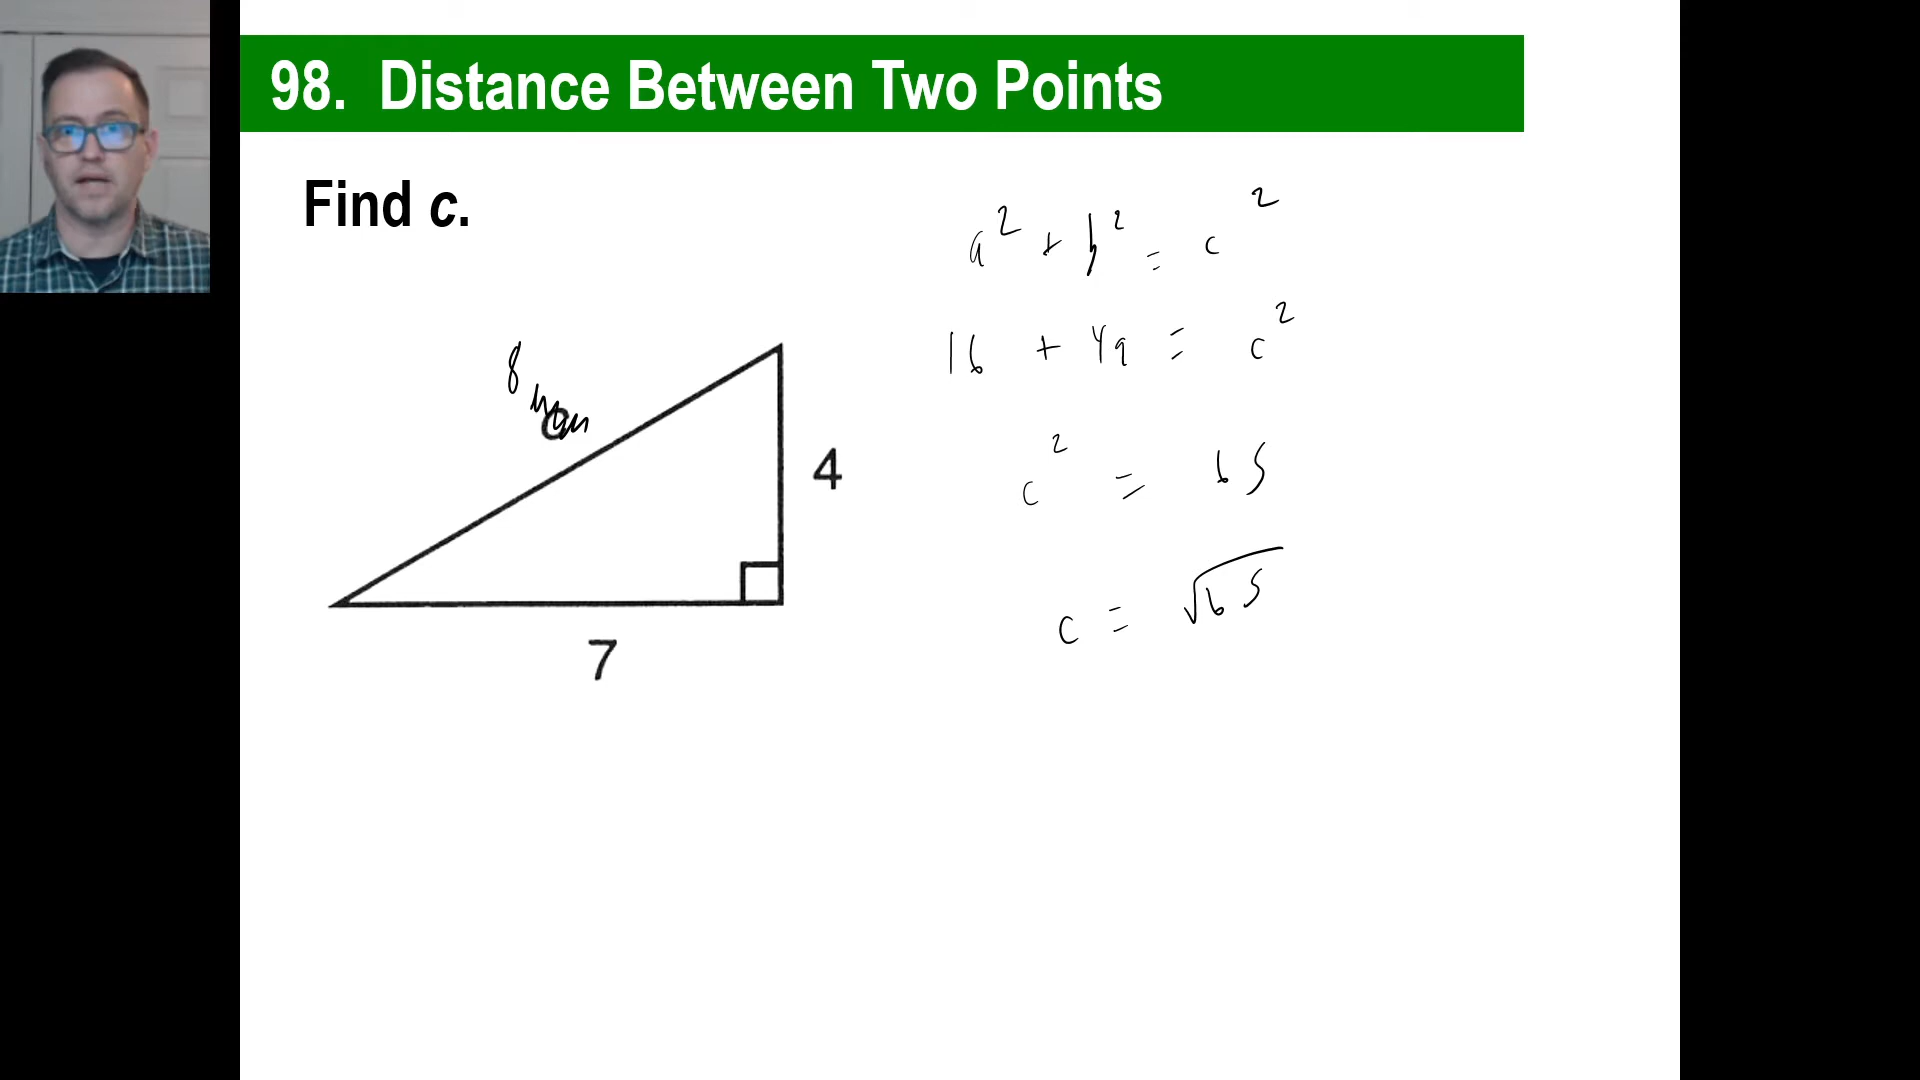 98. Distance Between Two Points
Find c.
a² + b² = c²
16 + 49 = c²
c² = 65
c = √65
8
c
4
7